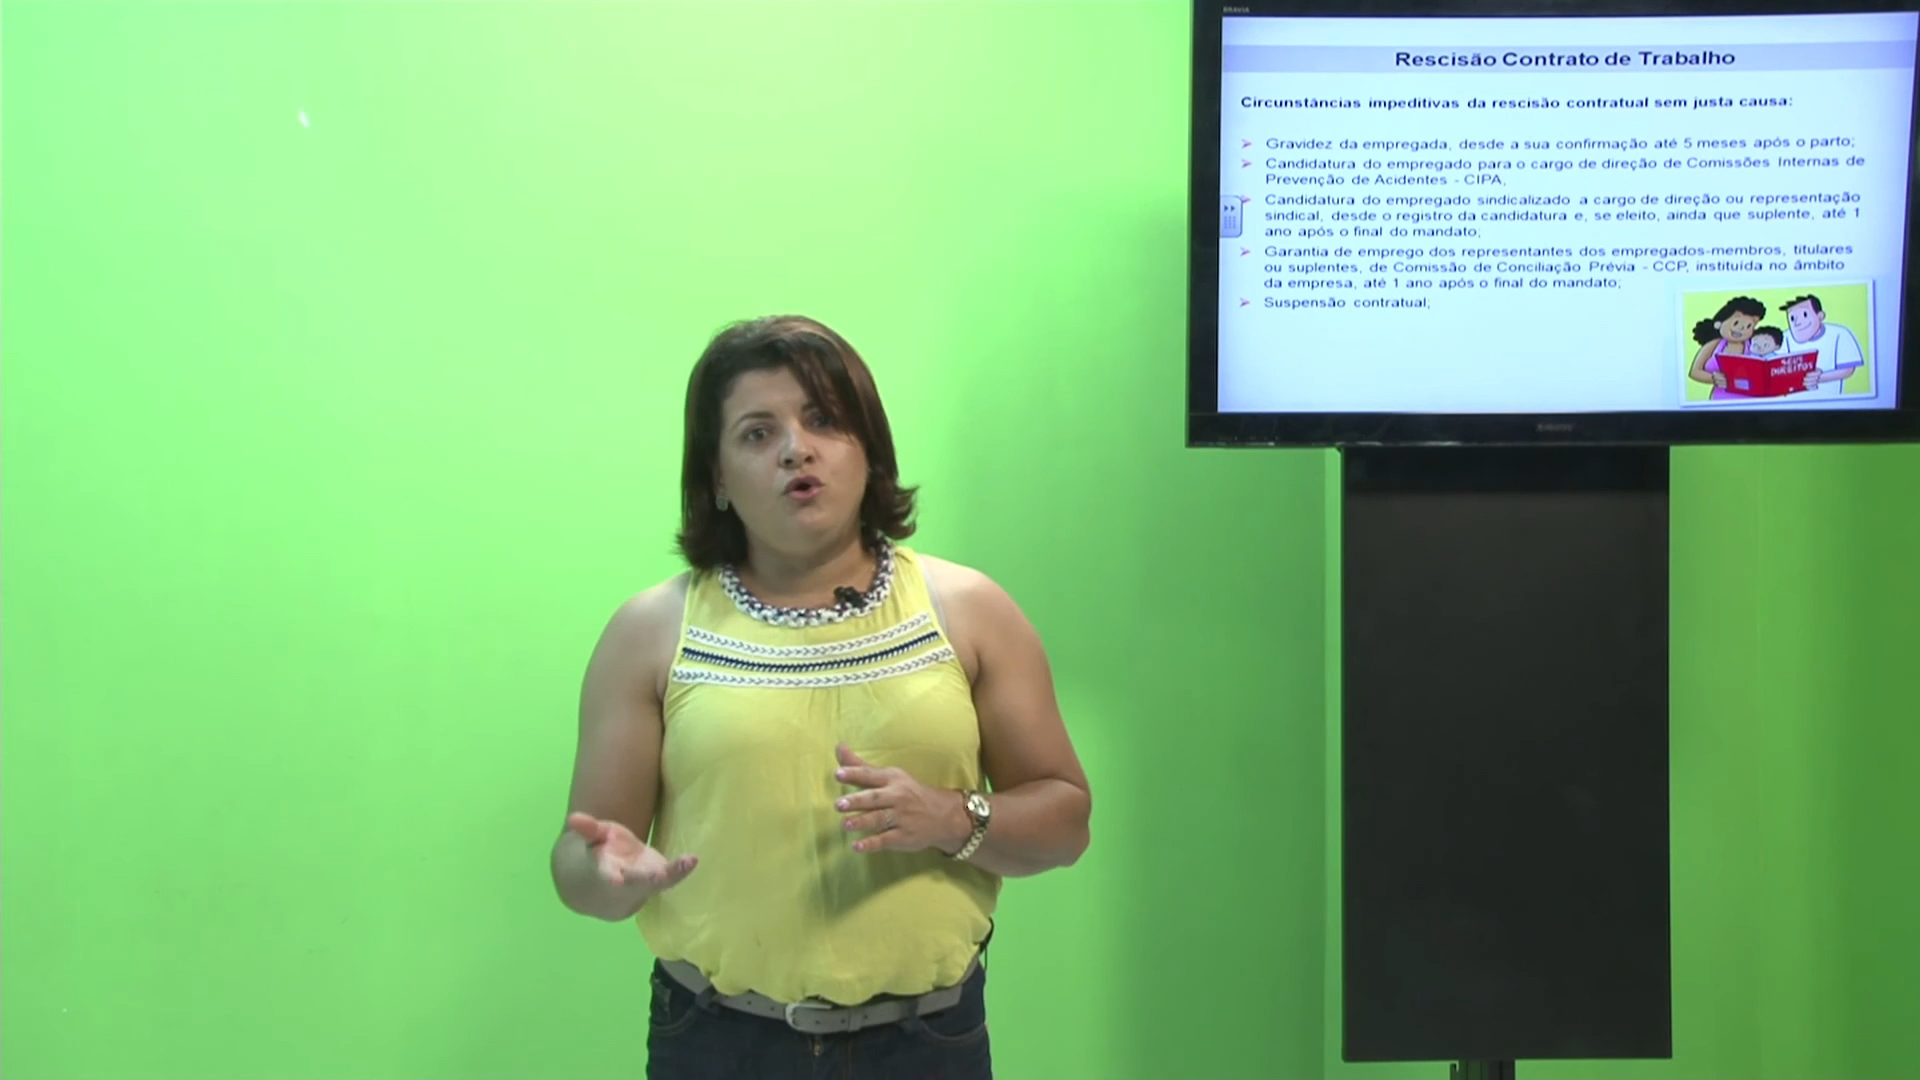 BRAVIA
Rescisão Contrato de Trabalho
Circunstâncias impeditivas da rescisão contratual sem justa causa:
➢ Gravidez da empregada, desde a sua confirmação até 5 meses após o parto;
➢ Candidatura do empregado para o cargo de direção de Comissões Internas de
Prevenção de Acidentes - CIPA,
➢ Candidatura do empregado sindicalizado a cargo de direção ou representação
sindical, desde o registro da candidatura e, se eleito, ainda que suplente, até 1
ano após o final do mandato;
➢ Garantia de emprego dos representantes dos empregados-membros, titulares
ou suplentes, de Comissão de Conciliação Prévia - CCP, instituída no âmbito
da empresa, até 1 ano após o final do mandato;
➢ Suspensão contratual;
SEUS
DIREITOS